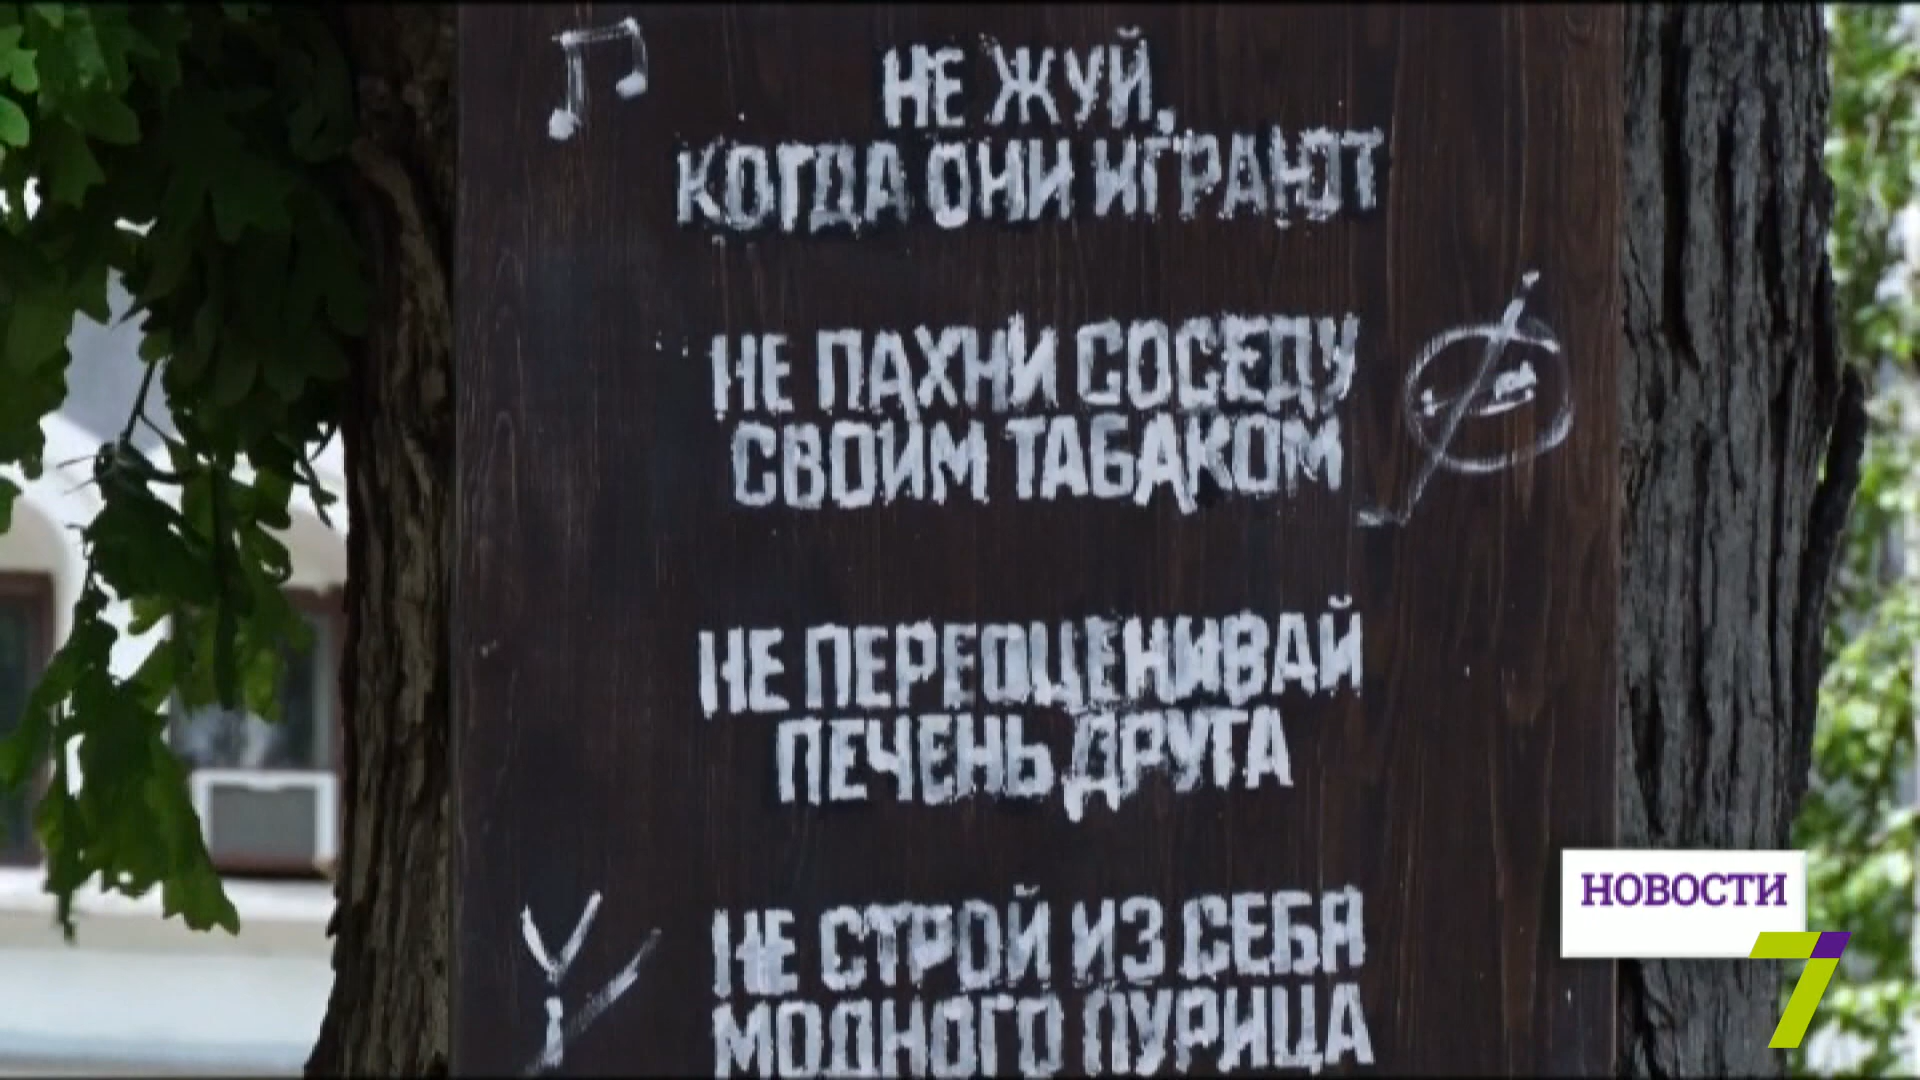 НЕ ЖУЙ,
КОГДА ОНИ ИГРАЮТ
НЕ ПАХНИ СОСЕДУ
СВОИМ ТАБАКОМ
НЕ ПЕРЕОЦЕНИВАЙ
ПЕЧЕНЬ ДРУГА
НЕ СТРОЙ ИЗ СЕБЯ
МОДНОГО ПУРИЦА
НОВОСТИ
7